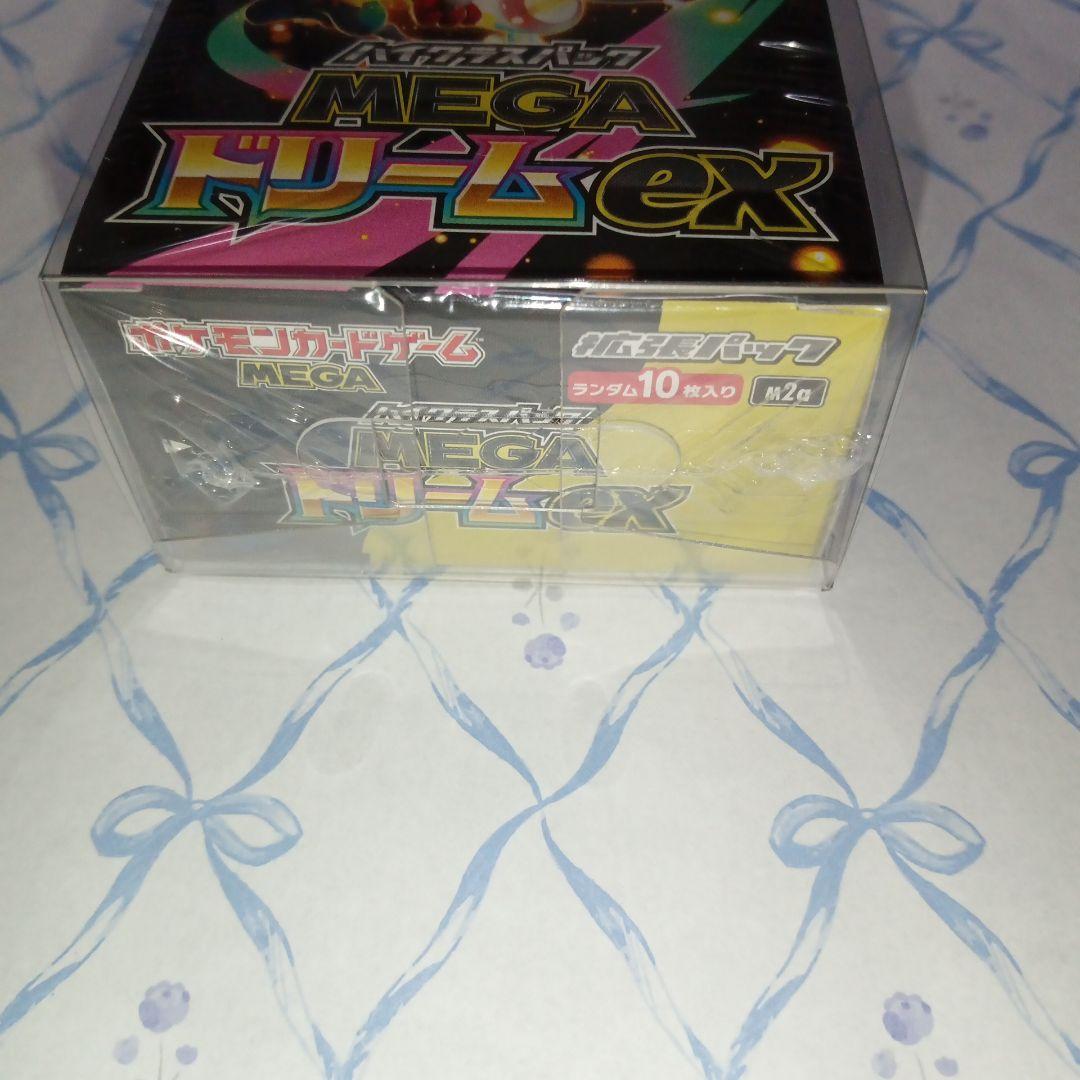 ハイクラスパック
MEGA
ドリームex
ポケモンカードゲーム
MEGA
拡張パック
ランダム10枚入り M2a
ハイクラスパック
MEGA
ドリームex